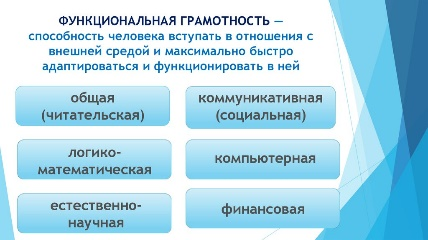 ФУНКЦИОНАЛЬНАЯ ГРАМОТНОСТЬ —
способность человека вступать в отношения с
внешней средой и максимально быстро
адаптироваться и функционировать в ней
общая
(читательская)
коммуникативная
(социальная)
логико-
математическая
компьютерная
естественно-
научная
финансовая